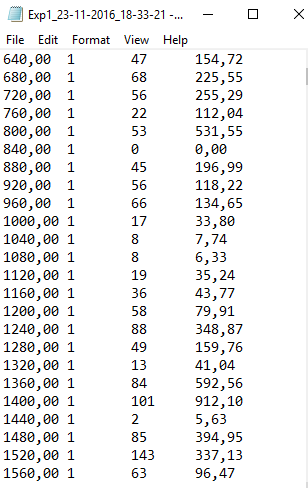 Exp1_23-11-2016_18-33-21 -...
File Edit Format View Help
640,00 1 47 154,72
680,00 1 68 225,55
720,00 1 56 255,29
760,00 1 22 112,04
800,00 1 53 531,55
840,00 1 0 0,00
880,00 1 45 196,99
920,00 1 56 118,22
960,00 1 66 134,65
1000,00 1 17 33,80
1040,00 1 8 7,74
1080,00 1 8 6,33
1120,00 1 19 35,24
1160,00 1 36 43,77
1200,00 1 58 79,91
1240,00 1 88 348,87
1280,00 1 49 159,76
1320,00 1 13 41,04
1360,00 1 84 592,56
1400,00 1 101 912,10
1440,00 1 2 5,63
1480,00 1 85 394,95
1520,00 1 143 337,13
1560,00 1 63 96,47